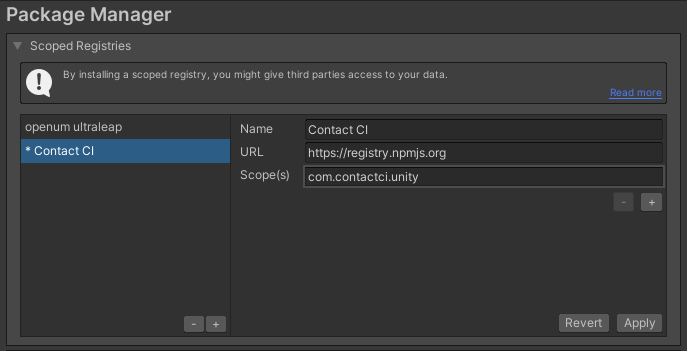 Package Manager
Scoped Registries
By installing a scoped registry, you might give third parties access to your data.
Read more
openum ultraleap
* Contact CI
Name
Contact CI
URL
https://registry.npmjs.org
Scope(s)
com.contactci.unity
- +
- +
Revert Apply